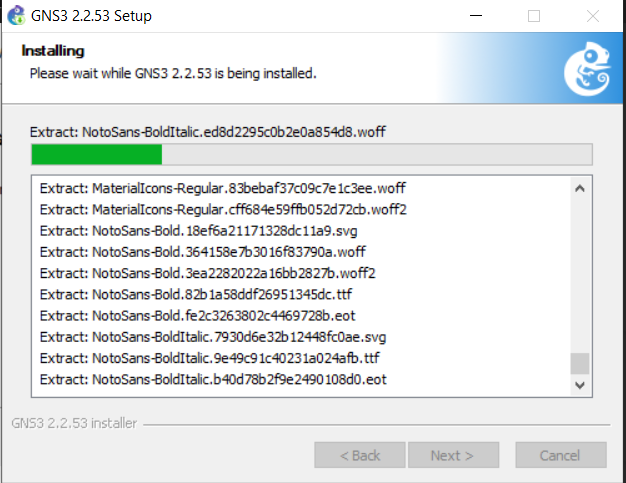 GNS3 2.2.53 Setup
Installing
Please wait while GNS3 2.2.53 is being installed.
Extract: NotoSans-BoldItalic.ed8d2295c0b2e0a854d8.woff
Extract: MaterialIcons-Regular.83bebaf37c09c7e1c3ee.woff
Extract: MaterialIcons-Regular.cff684e59ffb052d72cb.woff2
Extract: NotoSans-Bold.18ef6a21171328dc11a9.svg
Extract: NotoSans-Bold.364158e7b3016f83790a.woff
Extract: NotoSans-Bold.3ea2282022a16bb2827b.woff2
Extract: NotoSans-Bold.82b1a58ddf26951345dc.ttf
Extract: NotoSans-Bold.fe2c3263802c4469728b.eot
Extract: NotoSans-BoldItalic.7930d6e32b12448fc0ae.svg
Extract: NotoSans-BoldItalic.9e49c91c40231a024afb.ttf
Extract: NotoSans-BoldItalic.b40d78b2f9e2490108d0.eot
GNS3 2.2.53 installer
< Back Next > Cancel